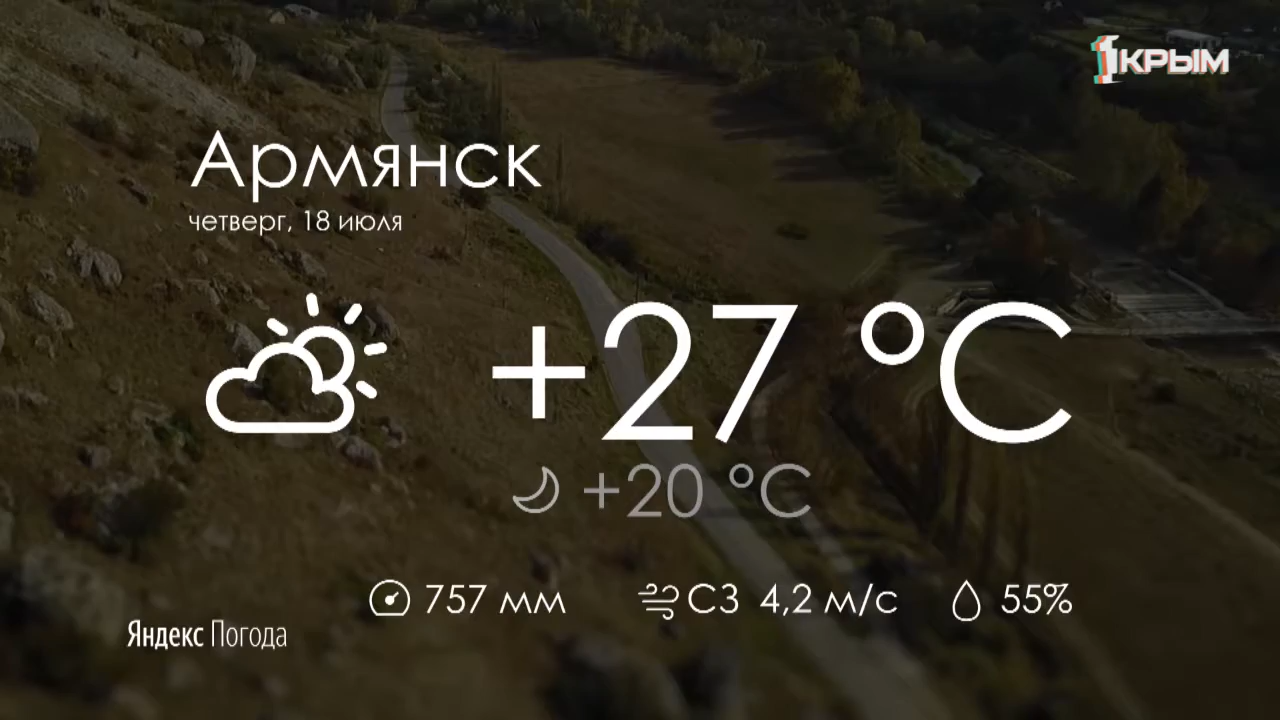 1КРЫМ
Армянск
четверг, 18 июля
+27 °C
+20 °C
757 мм СЗ 4,2 м/с 55%
Яндекс Погода